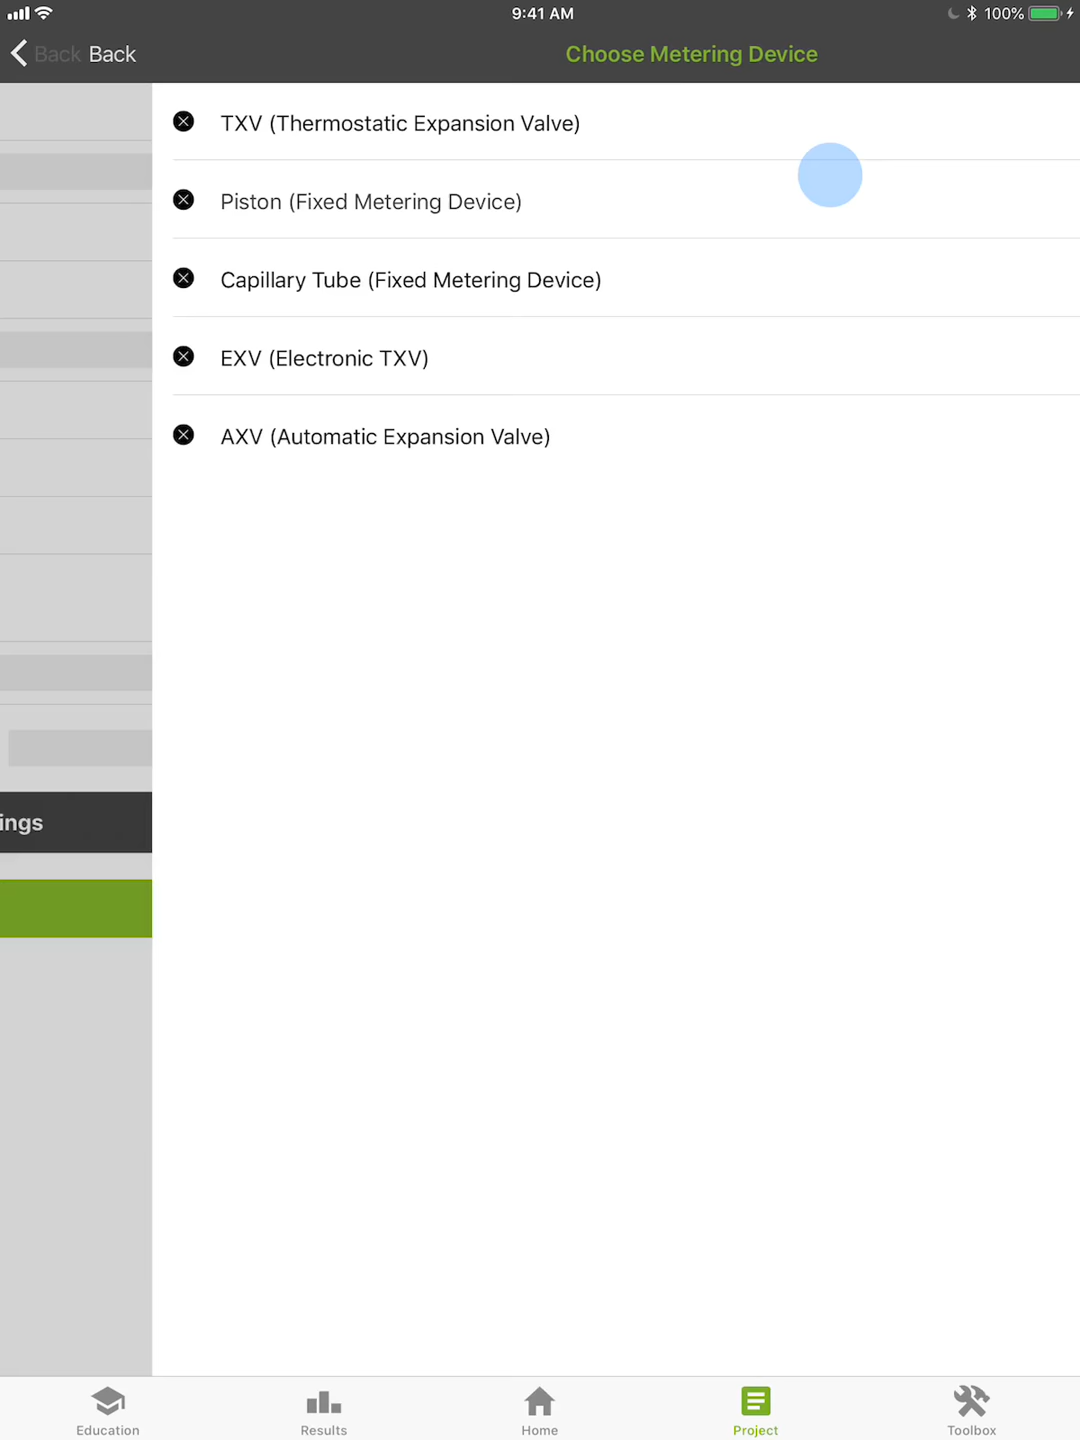 9:41 AM
100%
Back Back
Choose Metering Device
TXV (Thermostatic Expansion Valve)
Piston (Fixed Metering Device)
Capillary Tube (Fixed Metering Device)
EXV (Electronic TXV)
AXV (Automatic Expansion Valve)
ings
Education
Results
Home
Project
Toolbox